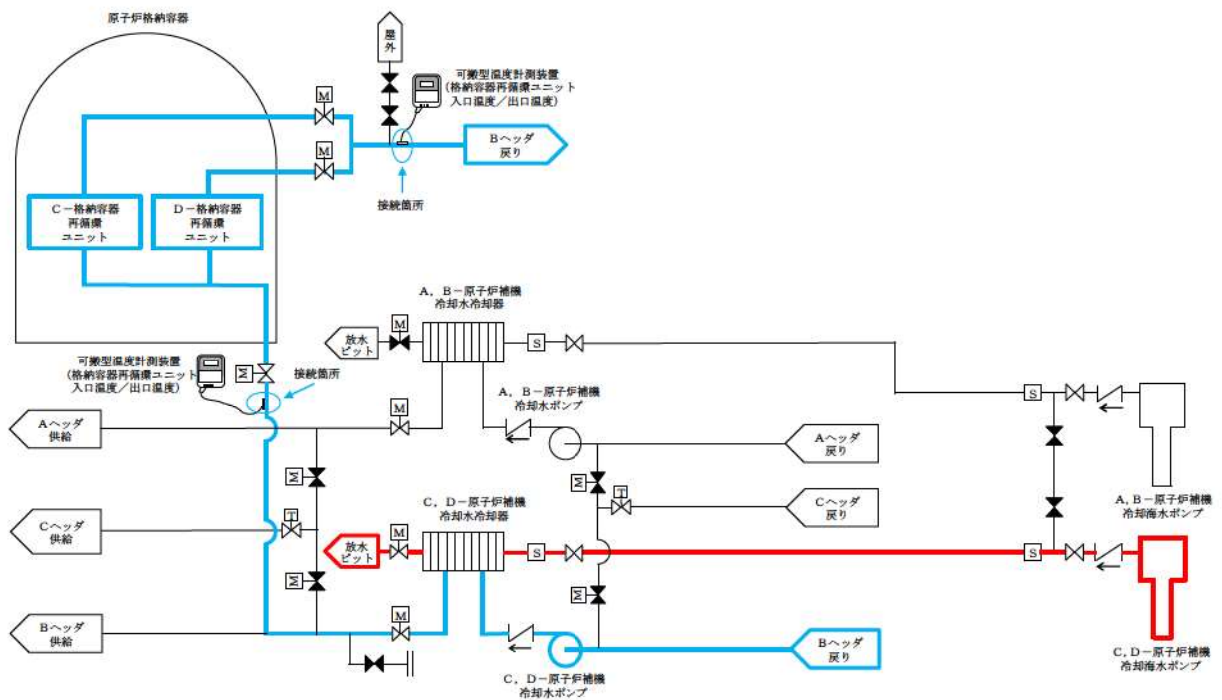 原子炉格納容器
屋外
可搬型温度計測装置
(格納容器再循環ユニット
入口温度／出口温度)
M
Bヘッダ
戻り
M
接続箇所
C－格納容器
再循環
ユニット
D－格納容器
再循環
ユニット
A，B－原子炉補機
冷却水冷却器
放水
ピット
M
S
可搬型温度計測装置
(格納容器再循環ユニット
入口温度／出口温度)
M
接続箇所
S
A，B－原子炉補機
冷却水ポンプ
Aヘッダ
供給
M
Aヘッダ
戻り
M
M
A，B－原子炉補機
冷却海水ポンプ
Cヘッダ
供給
T
C，D－原子炉補機
冷却水冷却器
T
Cヘッダ
戻り
放水
ピット
M
S
S
M
M
Bヘッダ
供給
M
Bヘッダ
戻り
C，D－原子炉補機
冷却海水ポンプ
C，D－原子炉補機
冷却水ポンプ